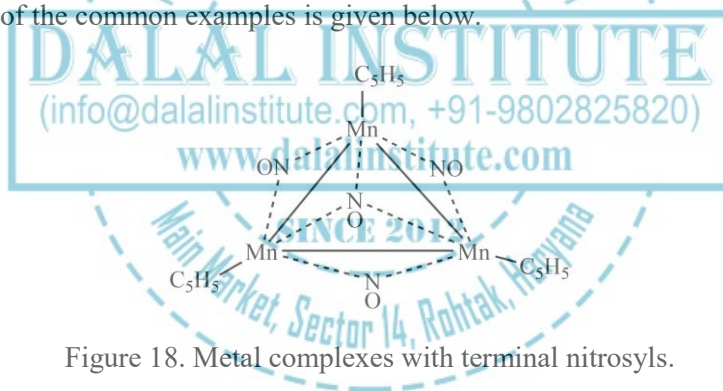 of the common examples is given below.
DALAL INSTITUTE
(info@dalalinstitute.com, +91-9802825820)
www.dalalinstitute.com
C5H5
Mn
ON
NO
N
O
SINCE 2012
Mn
Mn
C5H5
C5H5
N
O
Main Market, Sector 14, Rohtak, Haryana
Figure 18. Metal complexes with terminal nitrosyls.